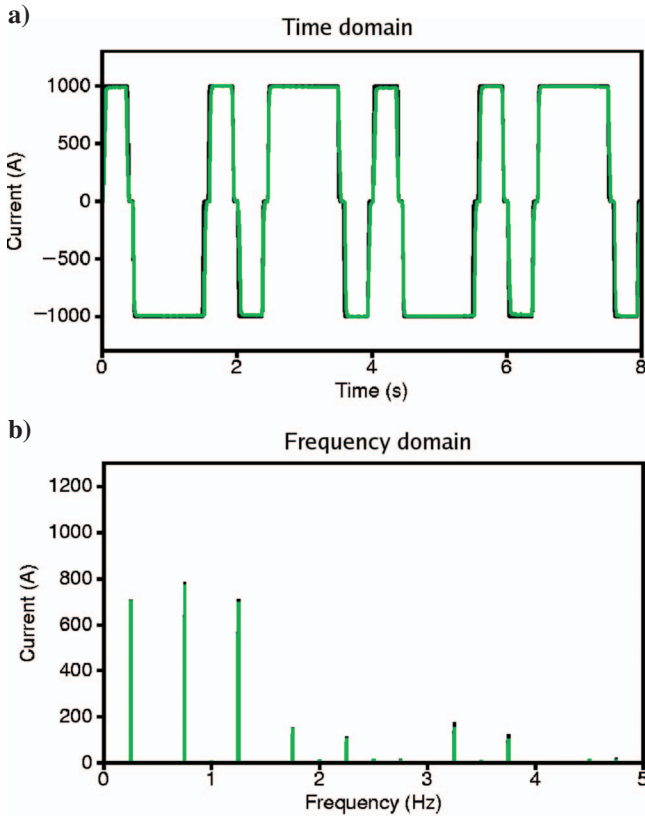 a)
Time domain
1000
500
0
−500
−1000
Current (A)
0 2 4 6 8
Time (s)
b)
Frequency domain
1200
1000
800
600
400
200
0
Current (A)
0 1 2 3 4 5
Frequency (Hz)